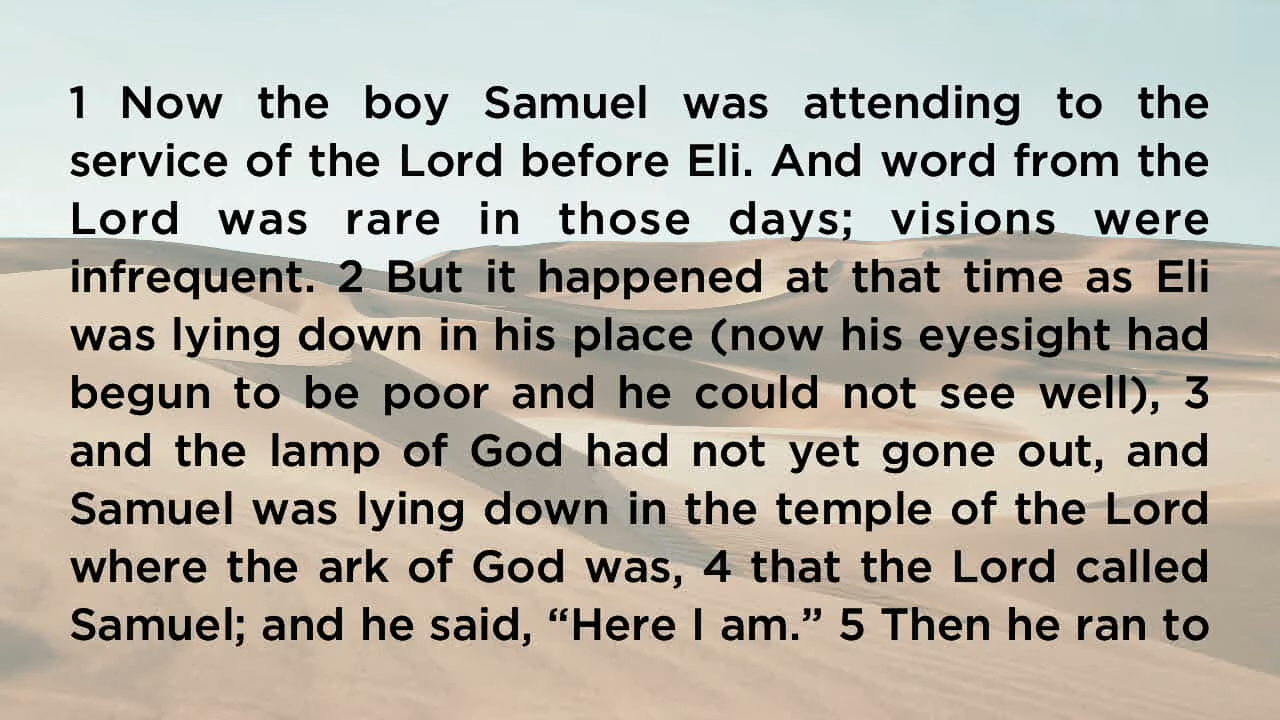 1 Now the boy Samuel was attending to the
service of the Lord before Eli. And word from the
Lord was rare in those days; visions were
infrequent. 2 But it happened at that time as Eli
was lying down in his place (now his eyesight had
begun to be poor and he could not see well), 3
and the lamp of God had not yet gone out, and
Samuel was lying down in the temple of the Lord
where the ark of God was, 4 that the Lord called
Samuel; and he said, “Here I am.” 5 Then he ran to